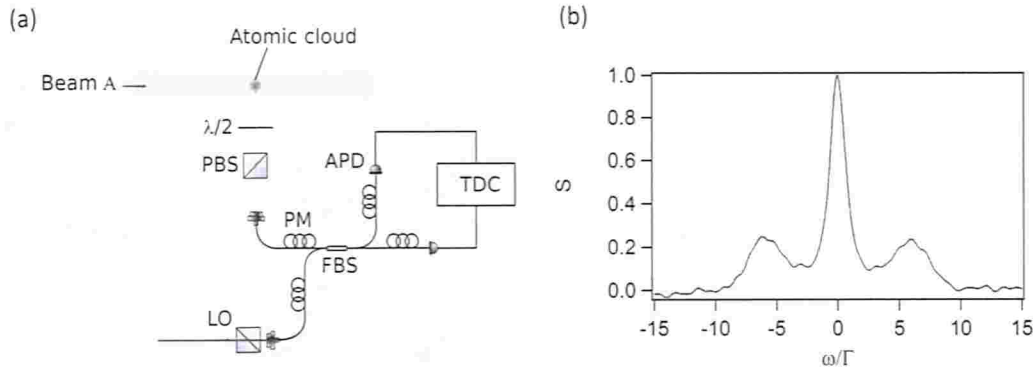 (a)
Atomic cloud
Beam A
λ/2
PBS
APD
TDC
PM
FBS
LO
(b)
1.0
0.8
0.6
0.4
0.2
0.0
S
-15 -10 -5 0 5 10 15
ω/Γ